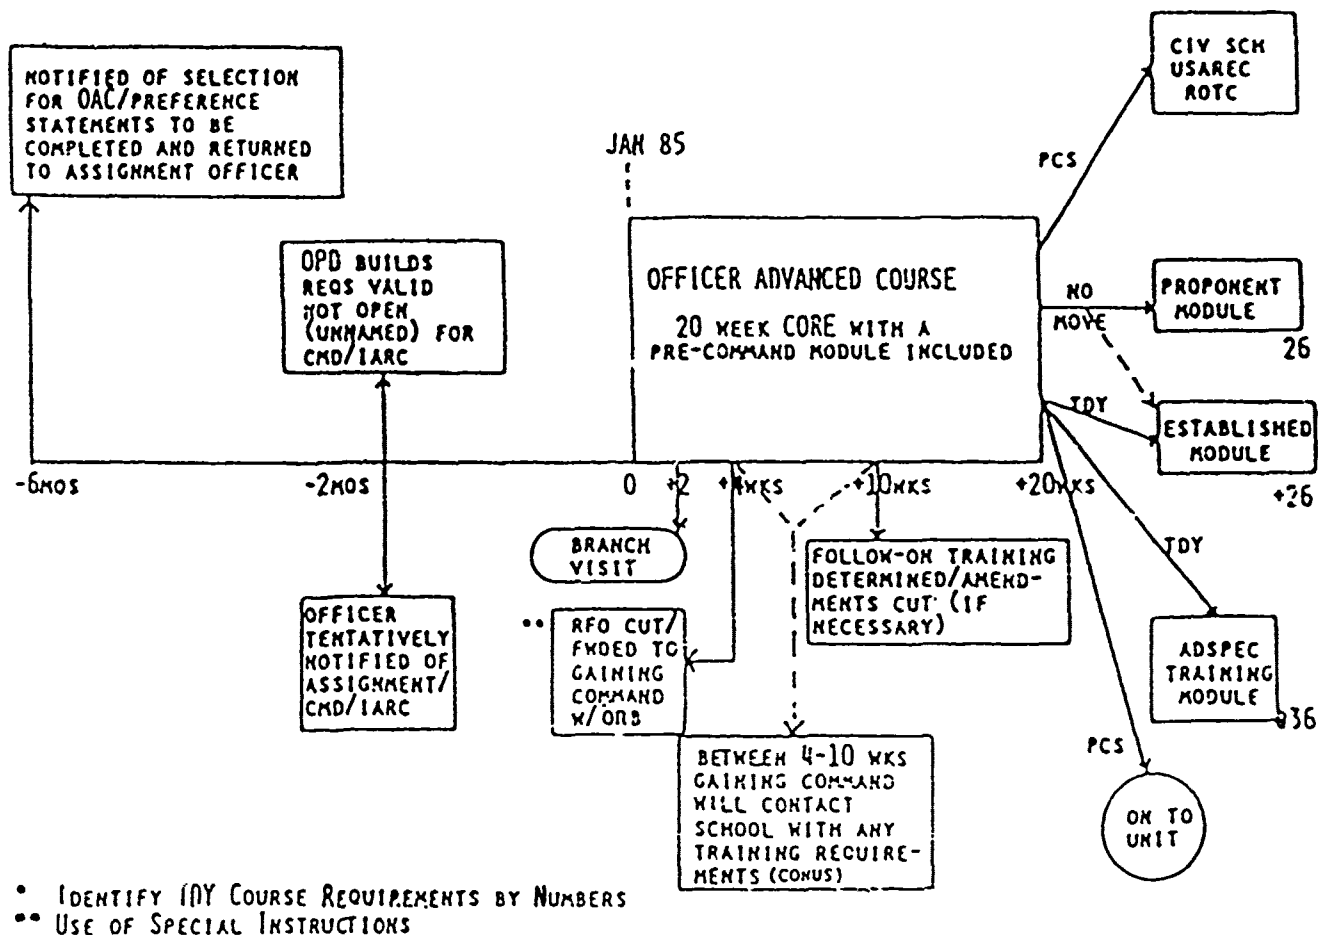 NOTIFIED OF SELECTION
FOR OAC/PREFERENCE
STATEMENTS TO BE
COMPLETED AND RETURNED
TO ASSIGNMENT OFFICER
JAN 85
CIV SCH
USAREC
ROTC
PCS
OPD BUILDS
REQS VALID
NOT OPEN
(UNNAMED) FOR
CMD/IARC
OFFICER ADVANCED COURSE
20 WEEK CORE WITH A
PRE-COMMAND MODULE INCLUDED
NO
MOVE
PROPONENT
MODULE
26
TDY
ESTABLISHED
MODULE
+26
-6MOS
-2MOS
0
+2
+4WKS
+10WKS
+20WKS
BRANCH
VISIT
FOLLOW-ON TRAINING
DETERMINED/AMEND-
MENTS CUT (IF
NECESSARY)
TDY
OFFICER
TENTATIVELY
NOTIFIED OF
ASSIGNMENT/
CMD/IARC
** RFO CUT/
FWDED TO
GAINING
COMMAND
W/ORB
ADSPEC
TRAINING
MODULE
36
PCS
BETWEEN 4-10 WKS
GAINING COMMAND
WILL CONTACT
SCHOOL WITH ANY
TRAINING REQUIRE-
MENTS (CONUS)
ON TO
UNIT
* IDENTIFY TDY COURSE REQUIREMENTS BY NUMBERS
** USE OF SPECIAL INSTRUCTIONS